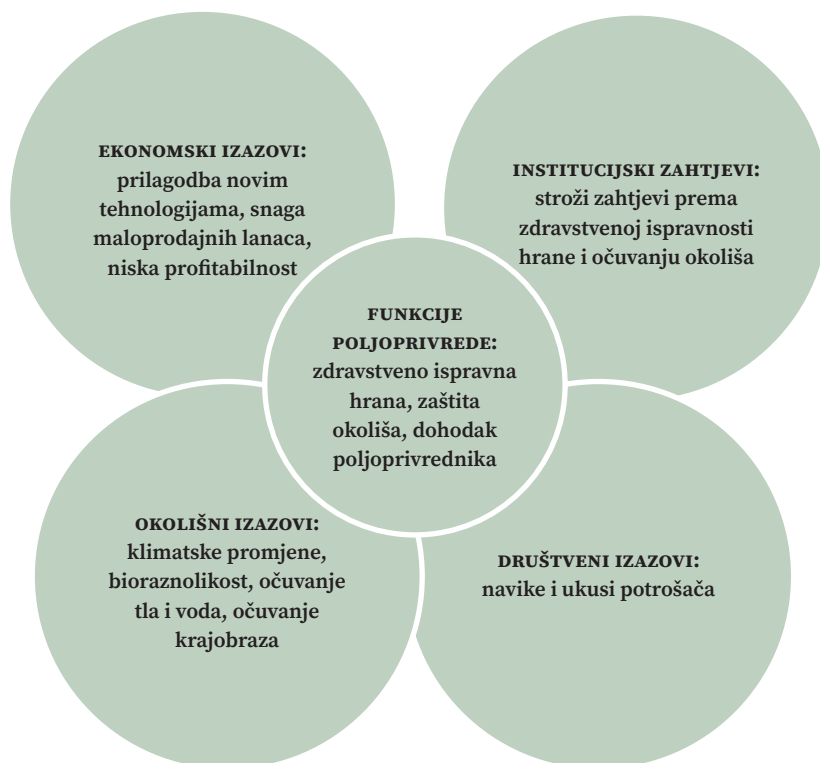 EKONOMSKI IZAZOVI:
prilagodba novim
tehnologijama, snaga
maloprodajnih lanaca,
niska profitabilnost
INSTITUCIJSKI ZAHTJEVI:
stroži zahtjevi prema
zdravstvenoj ispravnosti
hrane i očuvanju okoliša
FUNKCIJE
POLJOPRIVREDE:
zdravstveno ispravna
hrana, zaštita
okoliša, dohodak
poljoprivrednika
OKOLIŠNI IZAZOVI:
klimatske promjene,
bioraznolikost, očuvanje
tla i voda, očuvanje
krajobraza
DRUŠTVENI IZAZOVI:
navike i ukusi potrošača